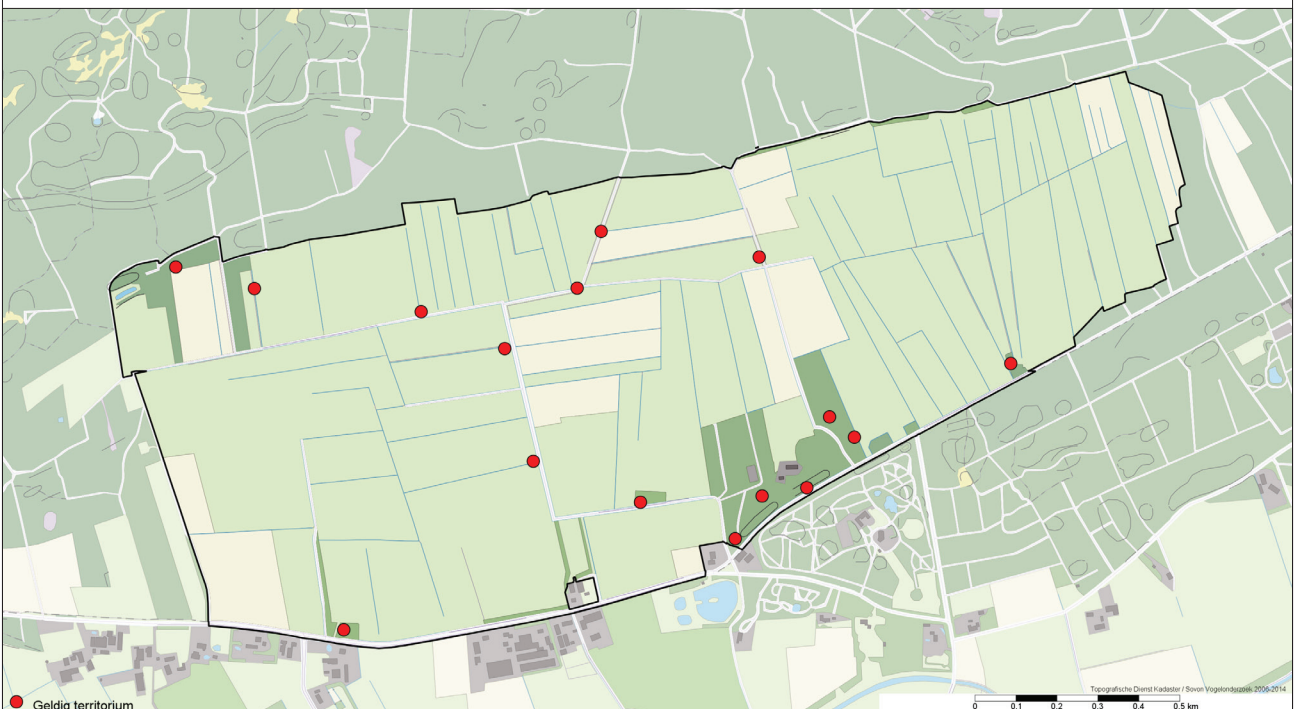 Topografische Dienst Kadaster / Sovon Vogelonderzoek 2006-2014
Geldig territorium
0 0.1 0.2 0.3 0.4 0.5 km